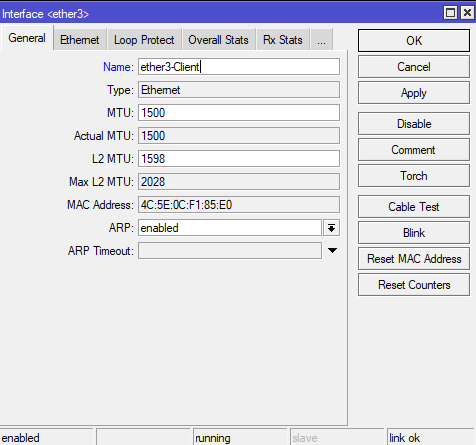 Interface <ether3>
General Ethernet Loop Protect Overall Stats Rx Stats ...
Name: ether3-Client
Type: Ethernet
MTU: 1500
Actual MTU: 1500
L2 MTU: 1598
Max L2 MTU: 2028
MAC Address: 4C:5E:0C:F1:85:E0
ARP: enabled
ARP Timeout:
OK
Cancel
Apply
Disable
Comment
Torch
Cable Test
Blink
Reset MAC Address
Reset Counters
enabled running slave link ok